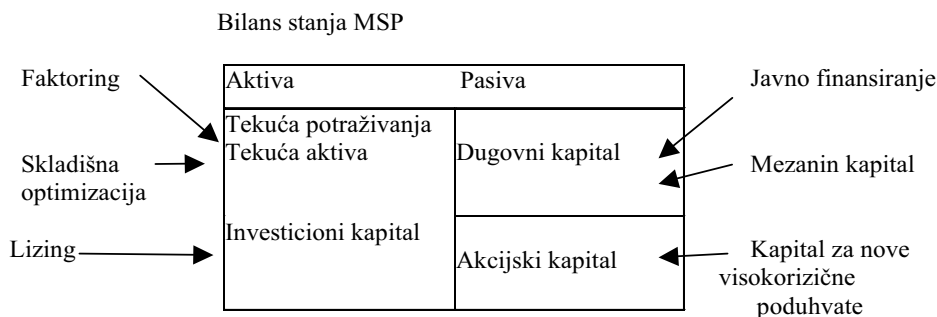 Bilans stanja MSP
Faktoring
Skladišna
optimizacija
Lizing
Aktiva
Pasiva
Tekuća potraživanja
Tekuća aktiva
Investicioni kapital
Dugovni kapital
Akcijski kapital
Javno finansiranje
Mezanin kapital
Kapital za nove
visokorizične
poduhvate